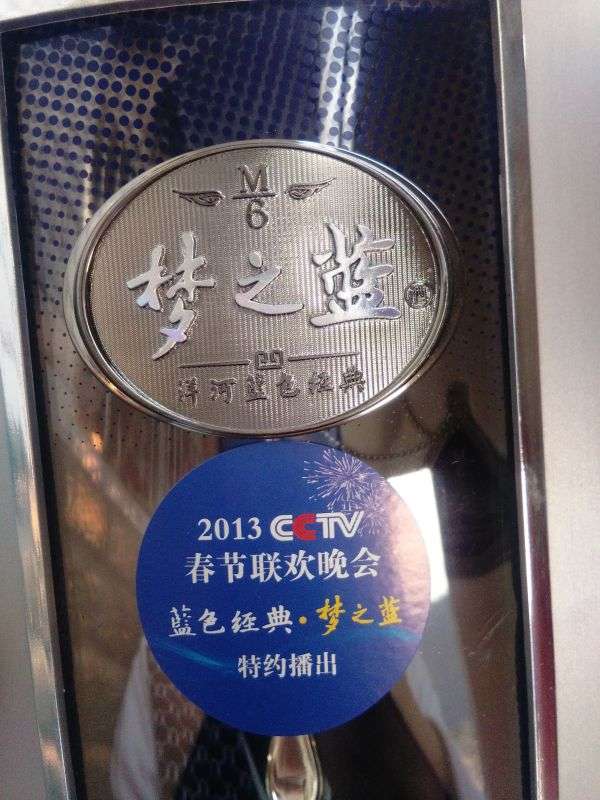 M
6
梦之蓝
洋河蓝色经典
2013 CCTV
春节联欢晚会
蓝色经典·梦之蓝
特约播出